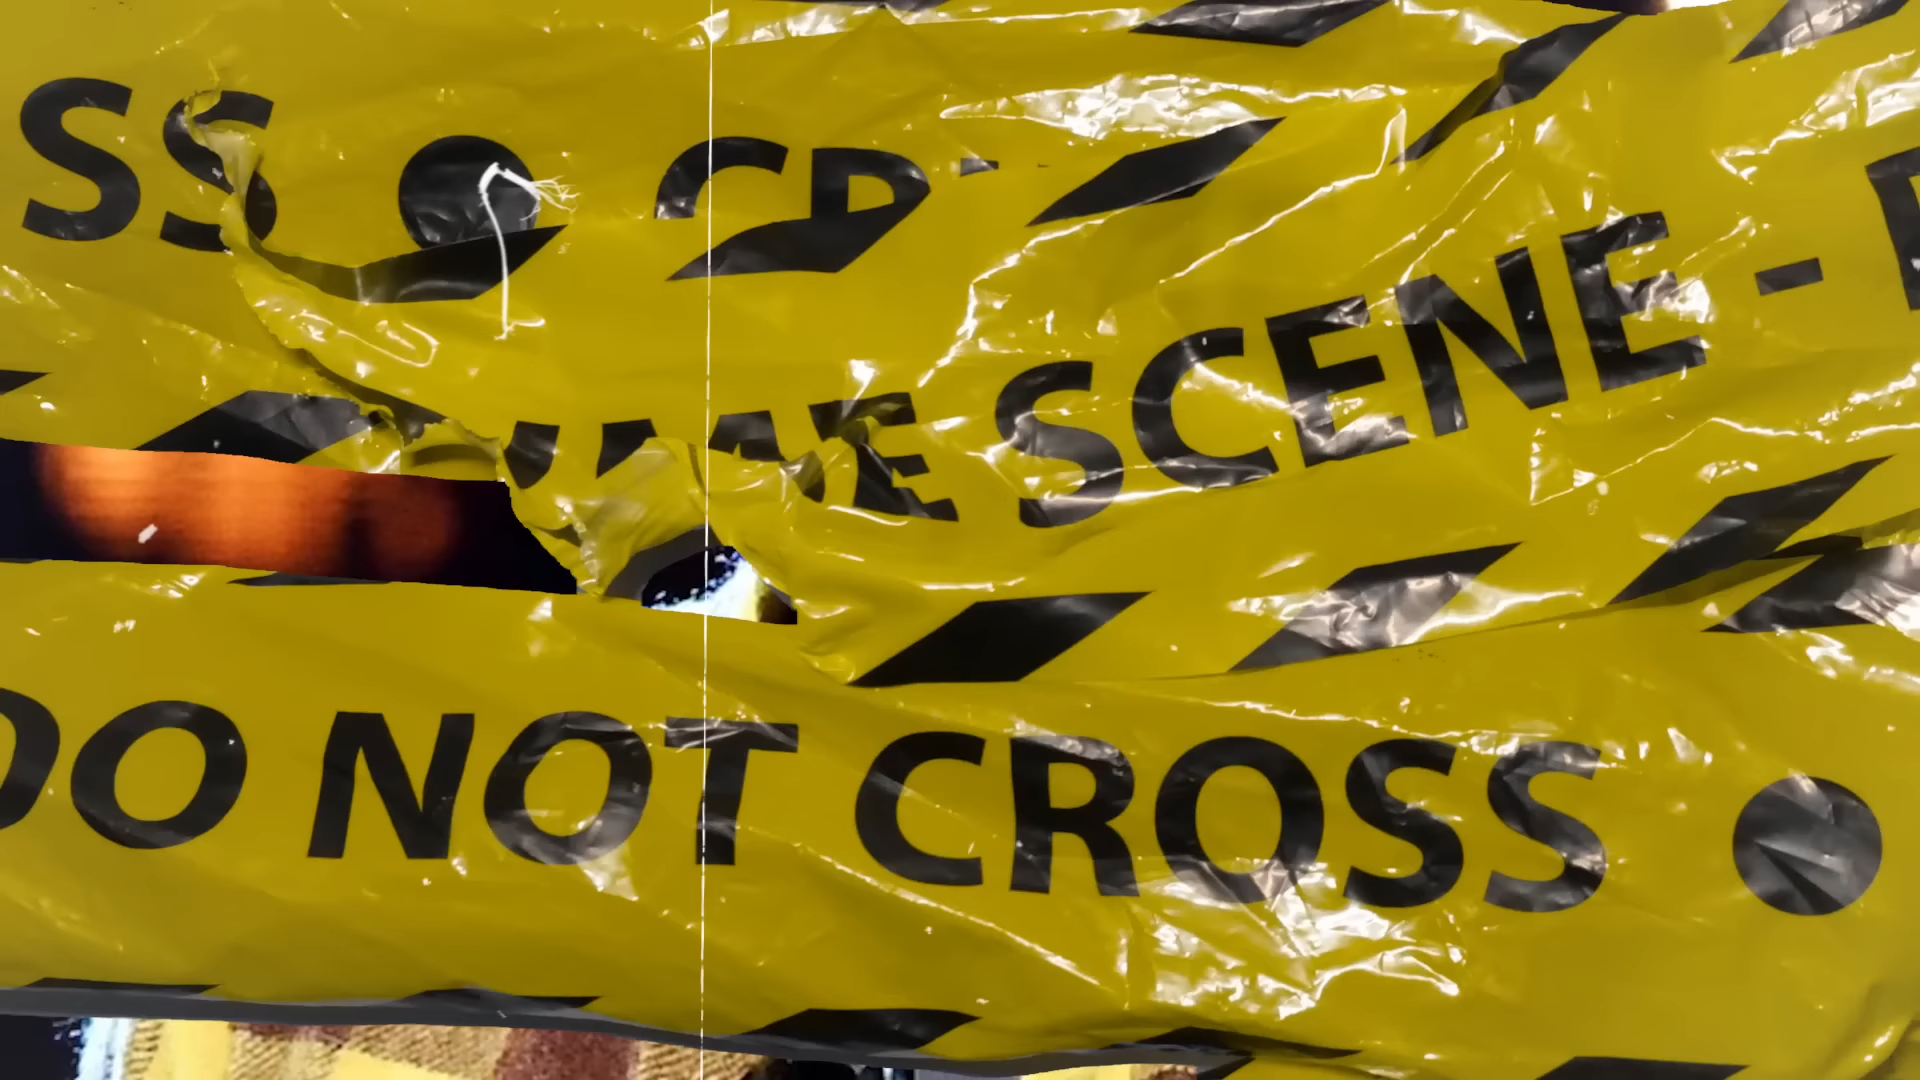 SS ●
SCENE -
DO NOT CROSS ●